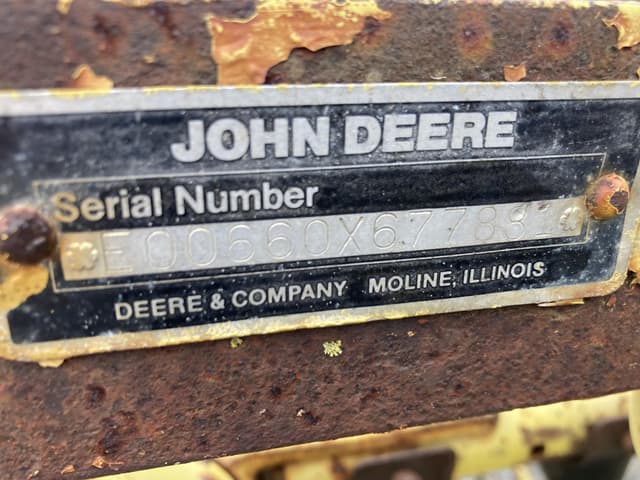 JOHN DEERE
Serial Number
E00660X677881
DEERE & COMPANY MOLINE, ILLINOIS